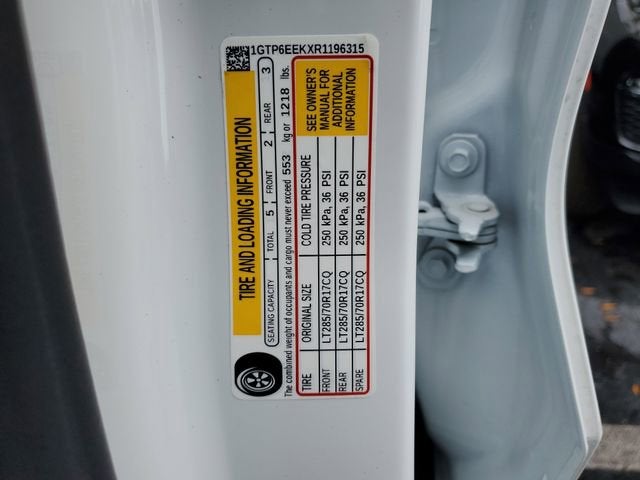 1GTP6EEKXR1196315
TIRE AND LOADING INFORMATION
SEATING CAPACITY TOTAL 5 FRONT 2 REAR 3
The combined weight of occupants and cargo must never exceed 553 kg or 1218 lbs.
TIRE ORIGINAL SIZE COLD TIRE PRESSURE
FRONT LT285/70R17CQ 250 kPa, 36 PSI
REAR LT285/70R17CQ 250 kPa, 36 PSI
SPARE LT285/70R17CQ 250 kPa, 36 PSI
SEE OWNER'S
MANUAL FOR
ADDITIONAL
INFORMATION